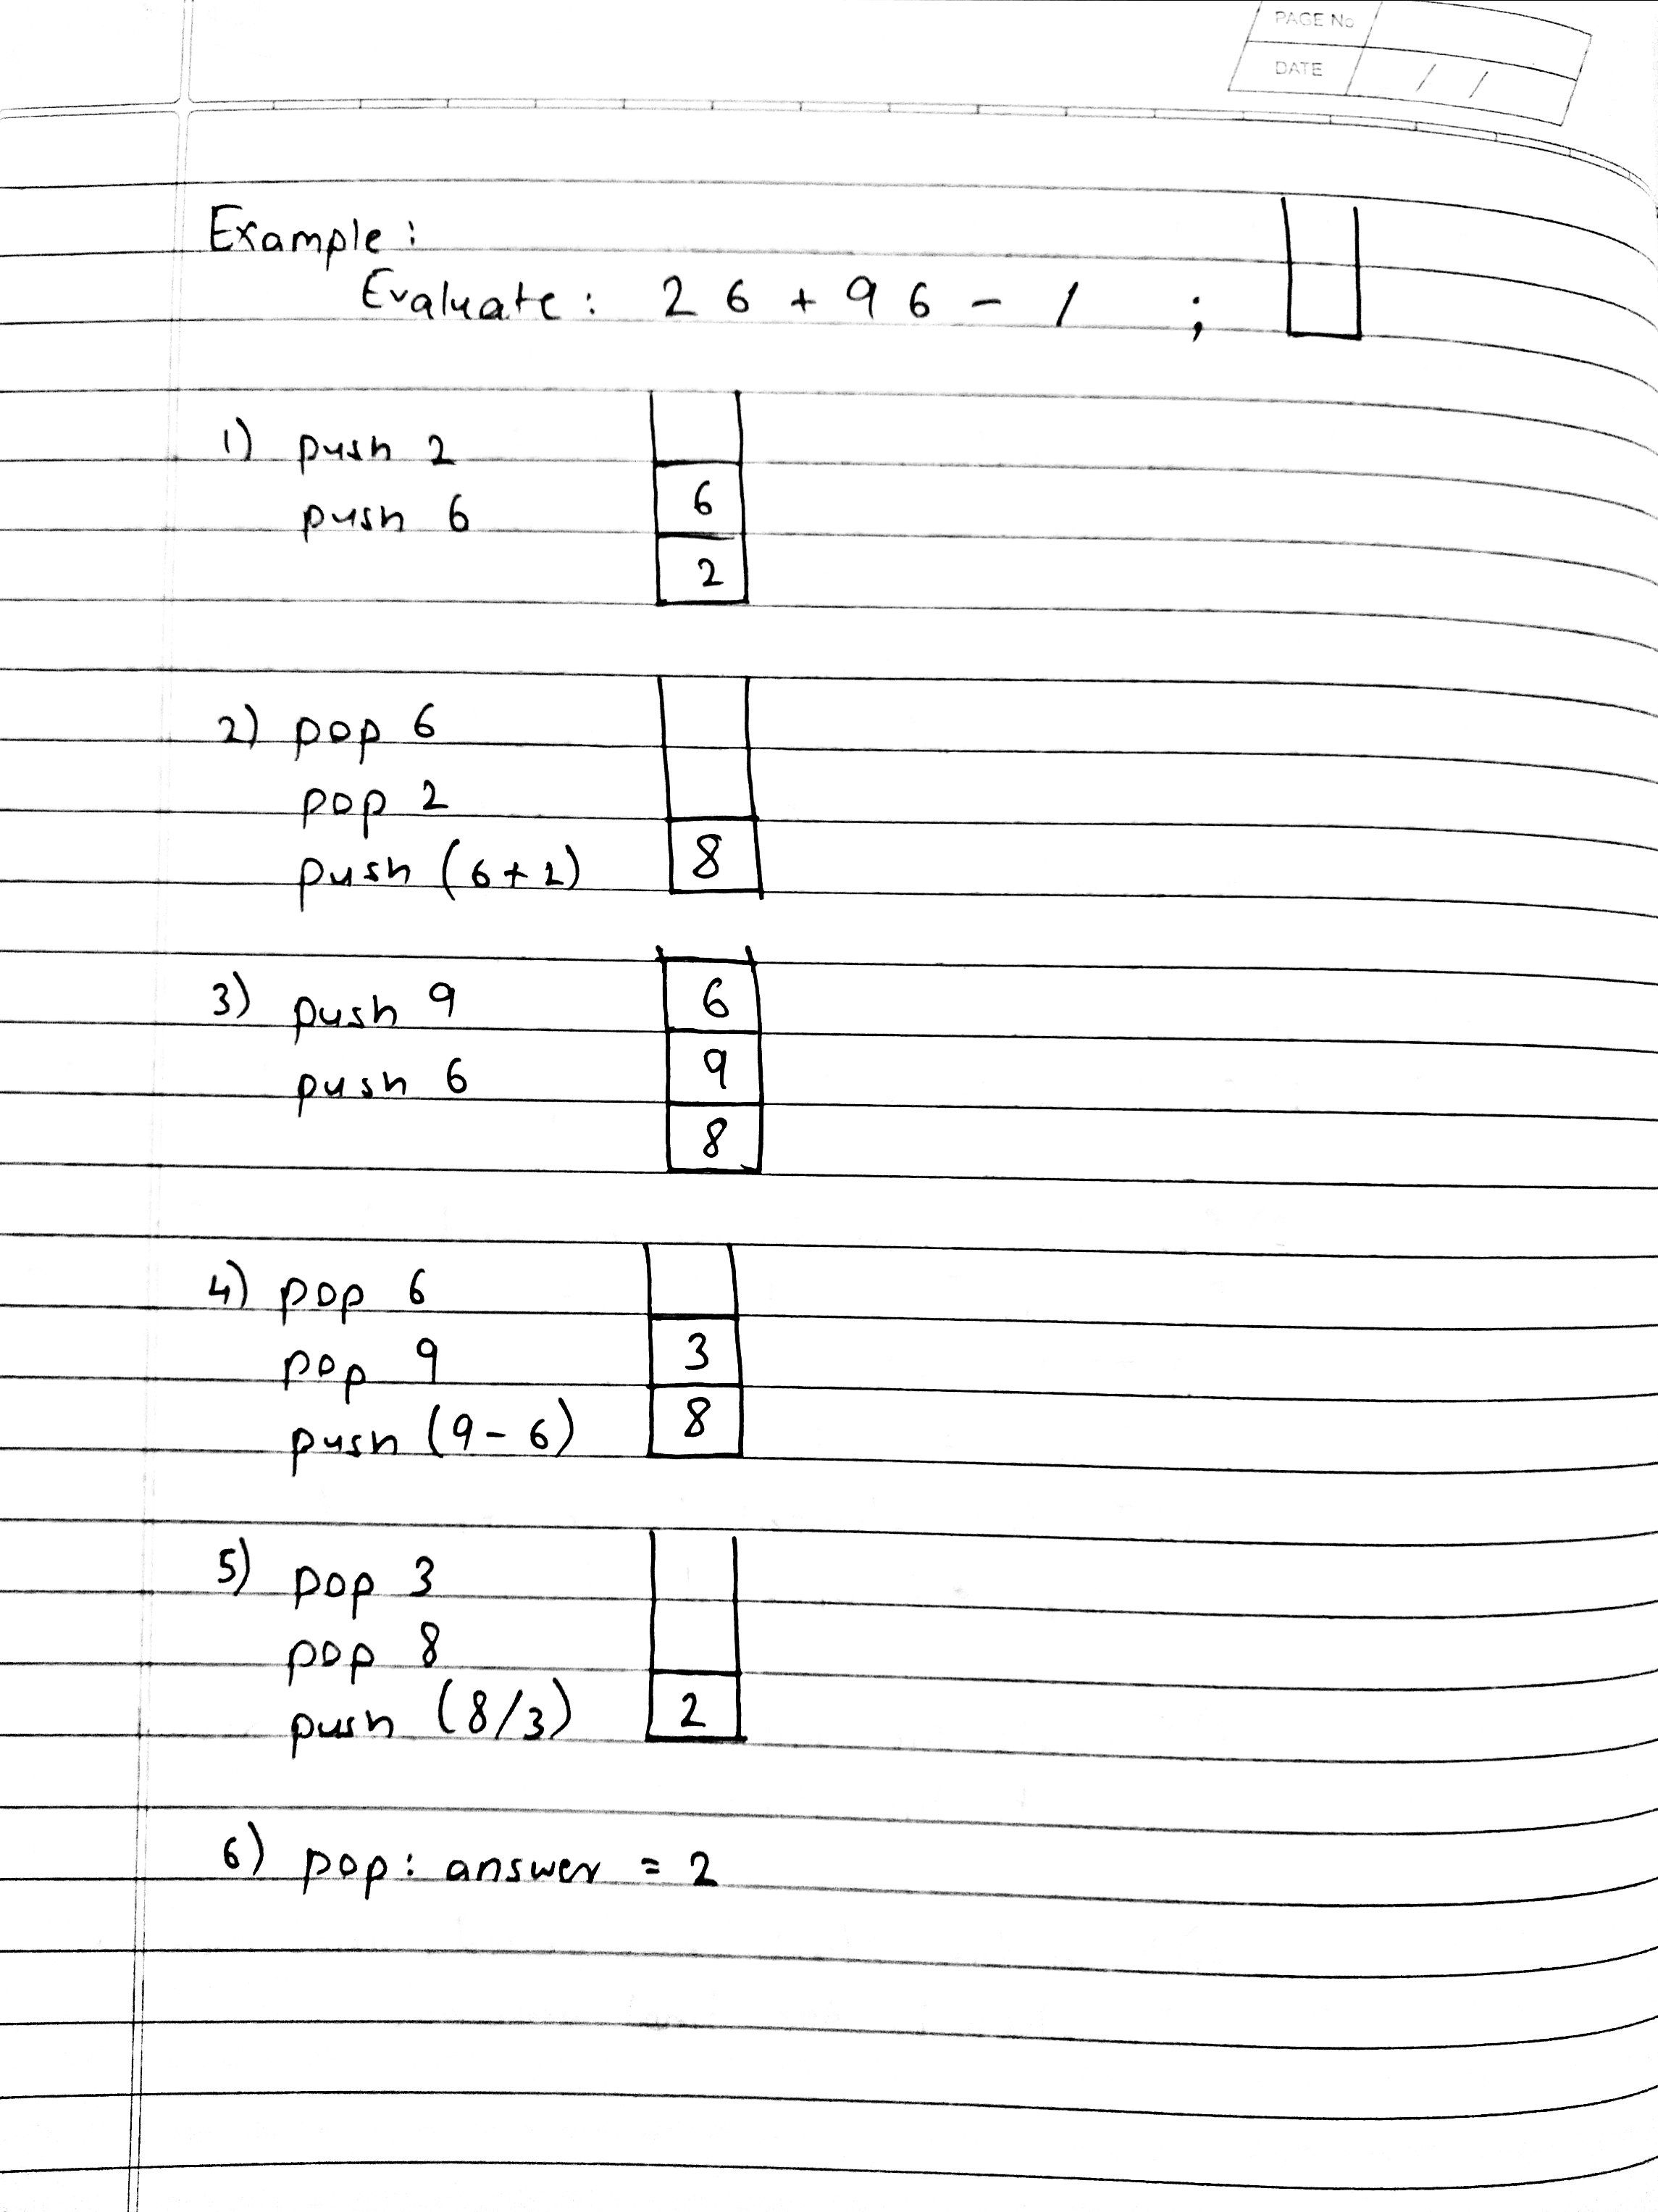 PAGE No
DATE / /
Example :
Evaluate : 2 6 + 9 6 - / ;
1) push 2
push 6
6
2
2) pop 6
pop 2
push (6+2)
8
3) push 9
push 6
6
9
8
4) pop 6
pop 9
push (9-6)
3
8
5) pop 3
pop 8
push (8/3)
2
6) pop : answer = 2